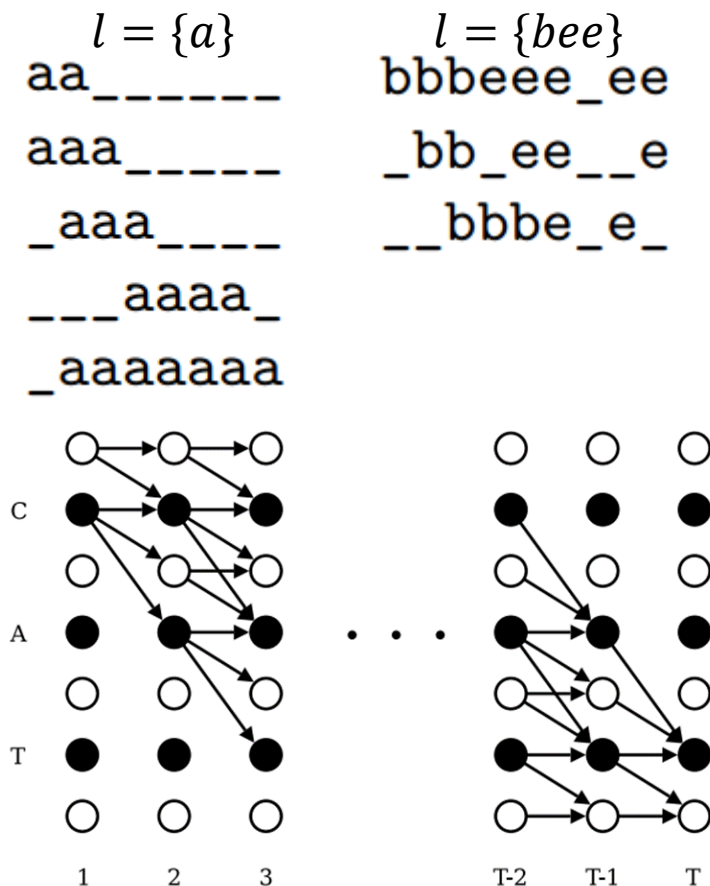 l = {a}
aa______
aaa_____
_aaa____
___aaaa_
_aaaaaaa
l = {bee}
bbbeee_ee
_bb_ee__e
__bbbe_e_
C
A
. . .
T
1 2 3 T-2 T-1 T